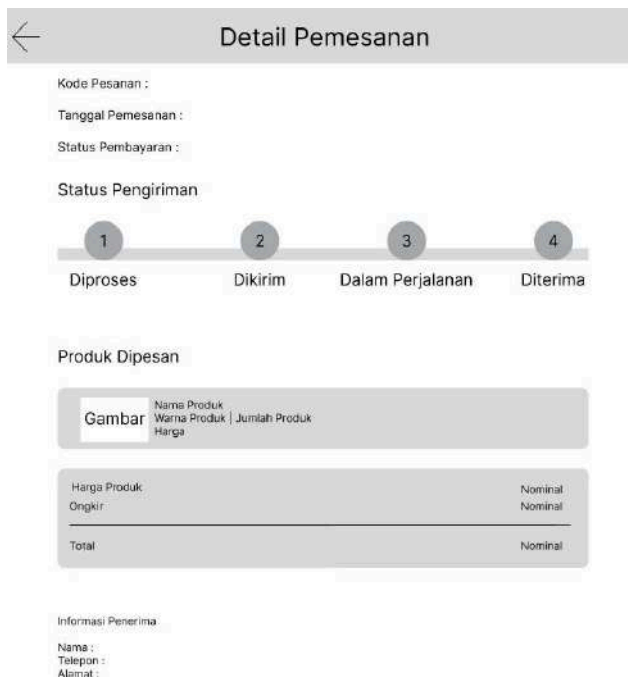 Detail Pemesanan
Kode Pesanan :
Tanggal Pemesanan :
Status Pembayaran :
Status Pengiriman
1 2 3 4
Diproses Dikirim Dalam Perjalanan Diterima
Produk Dipesan
Gambar
Nama Produk
Warna Produk | Jumlah Produk
Harga
Harga Produk Nominal
Ongkir Nominal
Total Nominal
Informasi Penerima
Nama :
Telepon :
Alamat :